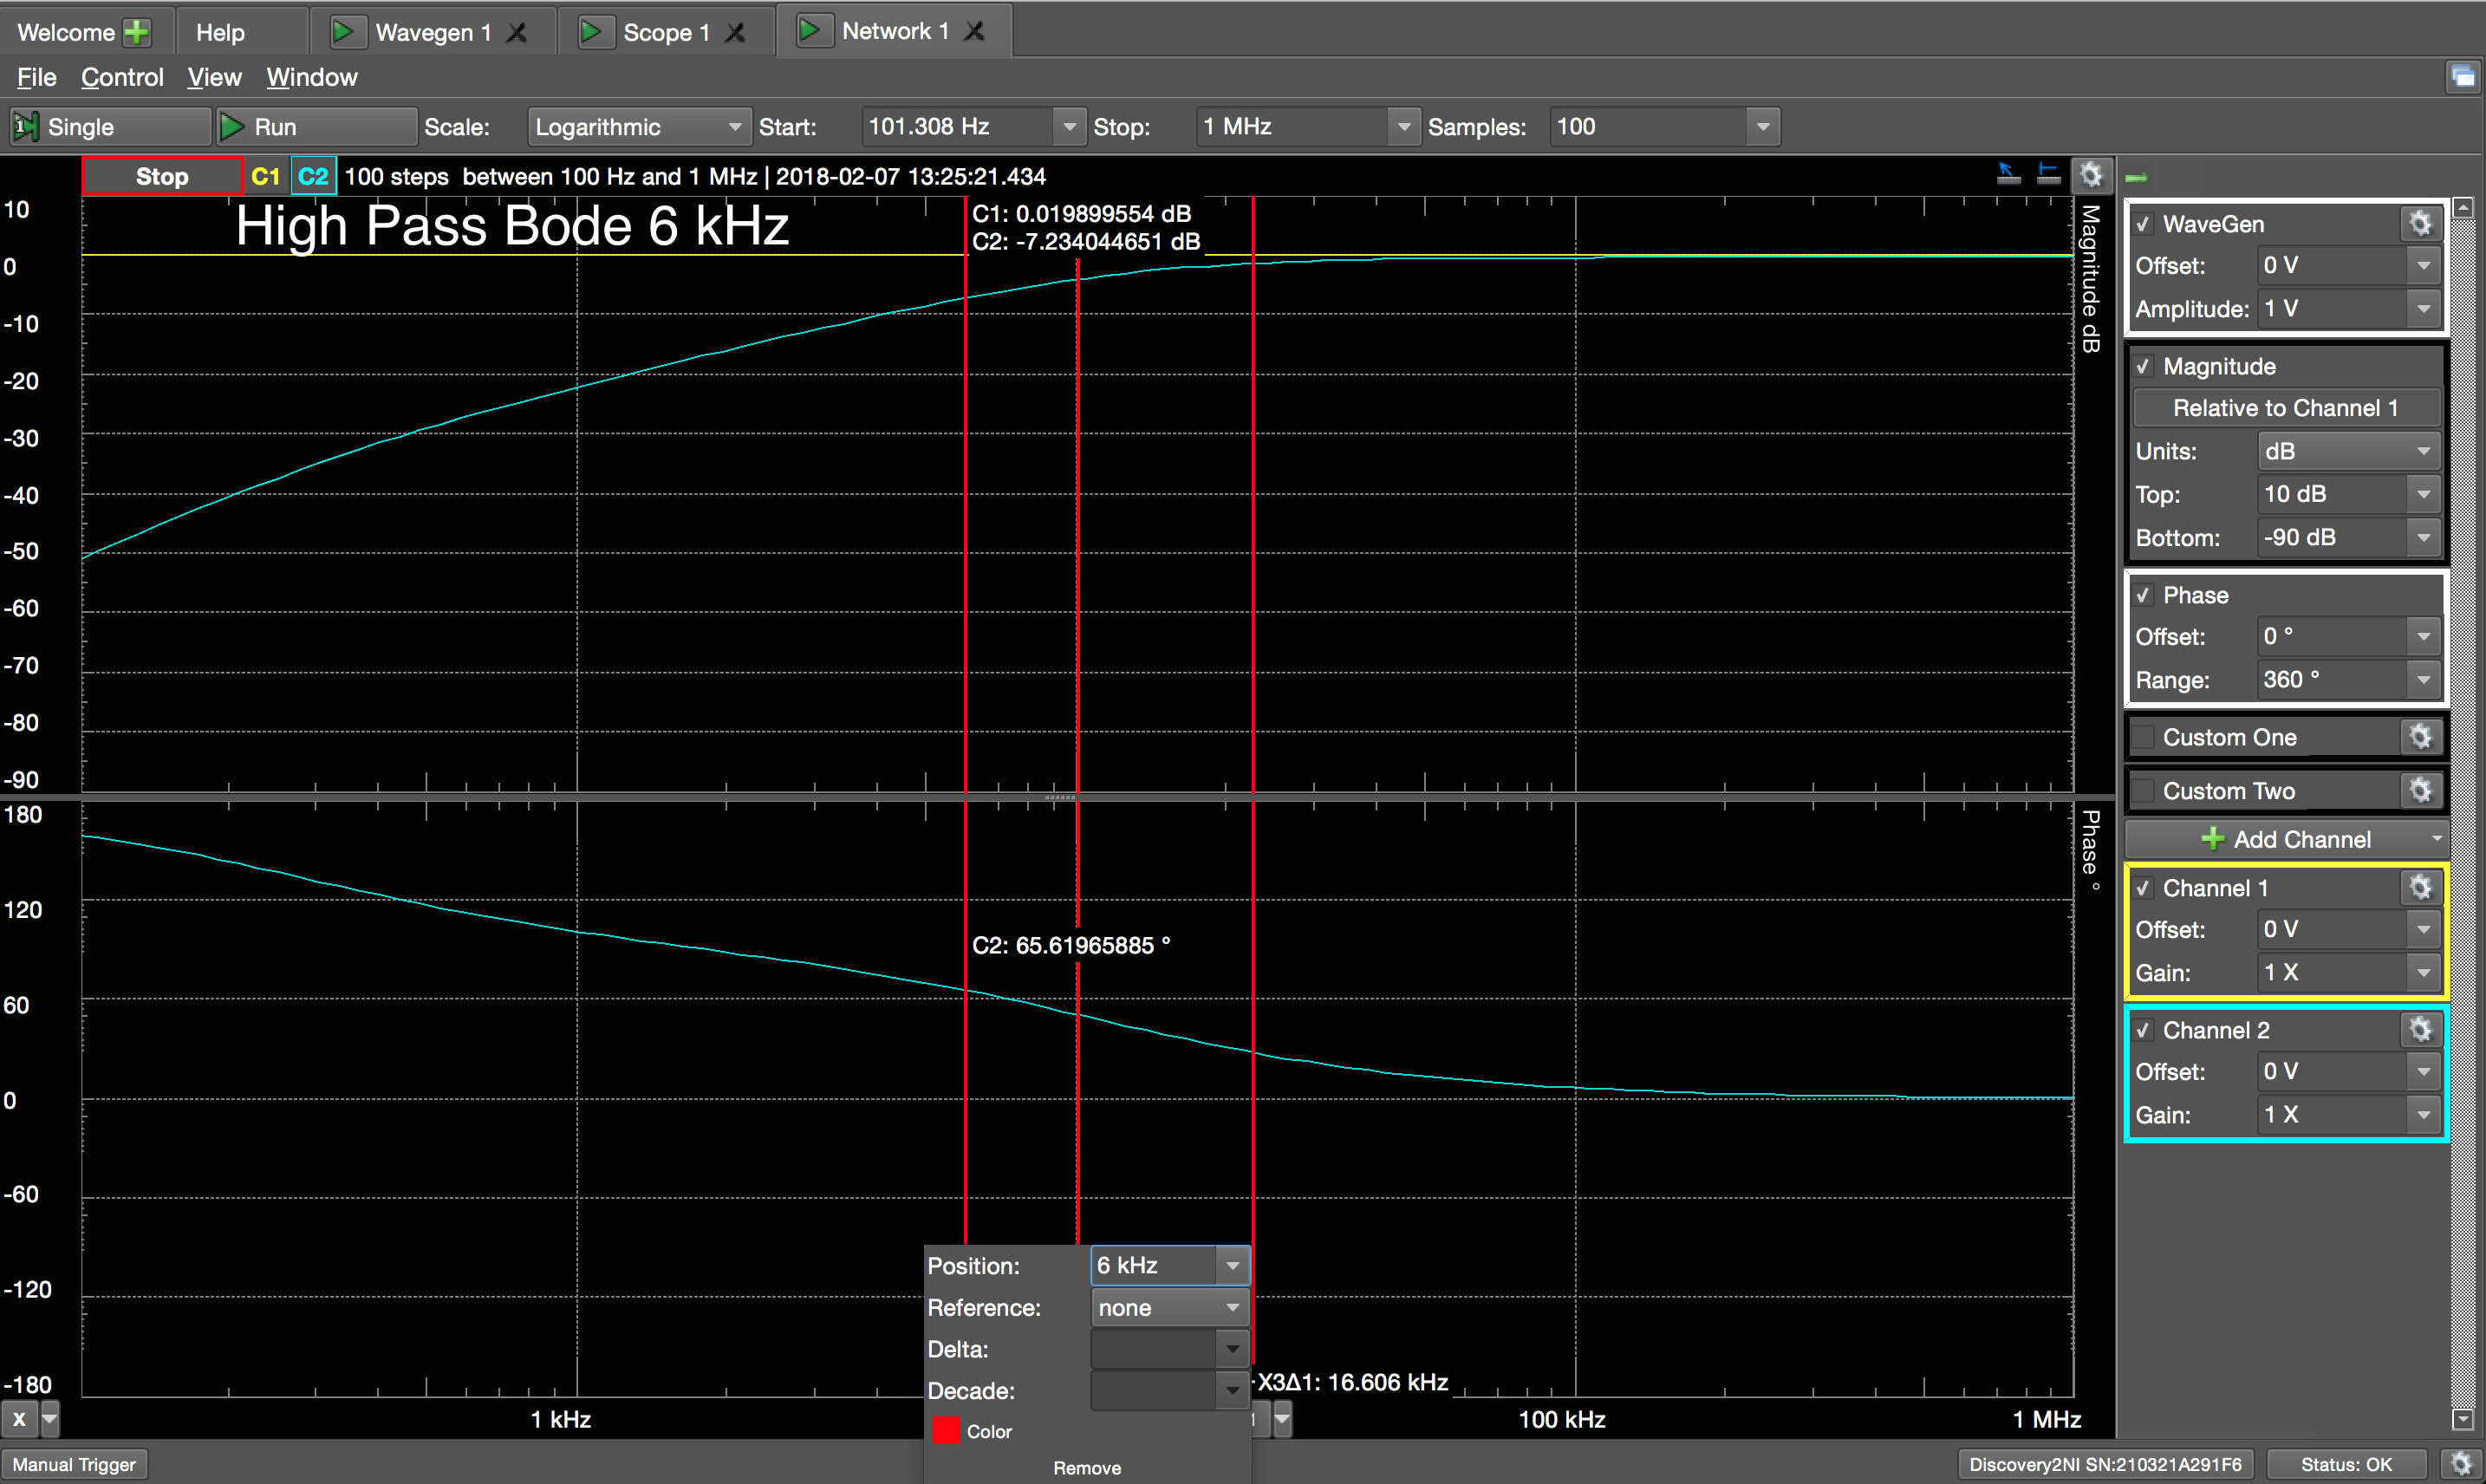 Welcome Help Wavegen 1 Scope 1 Network 1
File Control View Window
Single Run Scale: Logarithmic Start: 101.308 Hz Stop: 1 MHz Samples: 100
Stop C1 C2 100 steps between 100 Hz and 1 MHz | 2018-02-07 13:25:21.434
High Pass Bode 6 kHz
C1: 0.019899554 dB
C2: -7.234044651 dB
10
0
-10
-20
-30
-40
-50
-60
-70
-80
-90
Magnitude dB
180
120
60
0
-60
-120
-180
Phase °
C2: 65.61965885 °
Position: 6 kHz
Reference: none
Delta:
Decade:
Color
Remove
X3Δ1: 16.606 kHz
X 1 kHz 1 100 kHz 1 MHz
WaveGen
Offset: 0 V
Amplitude: 1 V
Magnitude
Relative to Channel 1
Units: dB
Top: 10 dB
Bottom: -90 dB
Phase
Offset: 0 °
Range: 360 °
Custom One
Custom Two
Add Channel
Channel 1
Offset: 0 V
Gain: 1 X
Channel 2
Offset: 0 V
Gain: 1 X
Manual Trigger Discovery2NI SN:210321A291F6 Status: OK